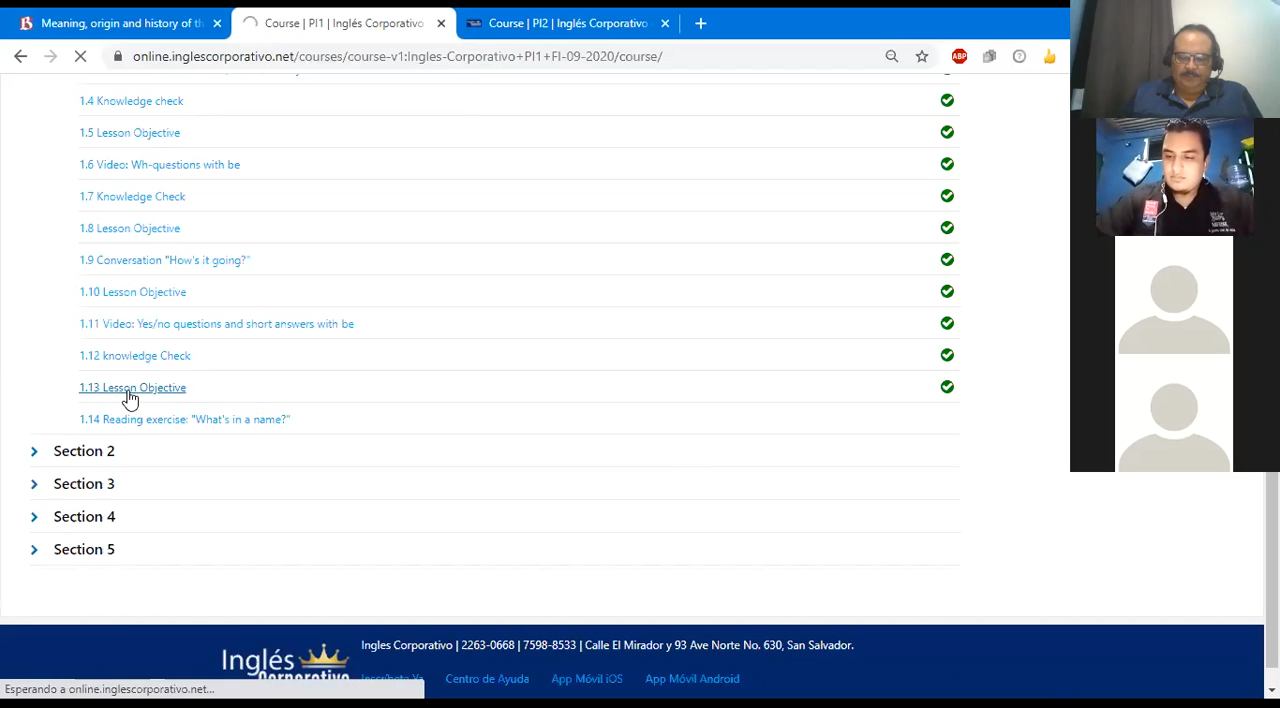 Meaning, origin and history of th
Course | PI1 | Inglés Corporativo
Course | PI2 | Inglés Corporativo
online.inglescorporativo.net/courses/course-v1:Ingles-Corporativo+PI1+FI-09-2020/course/
ABP
1.4 Knowledge check
1.5 Lesson Objective
1.6 Video: Wh-questions with be
1.7 Knowledge Check
1.8 Lesson Objective
1.9 Conversation "How's it going?"
1.10 Lesson Objective
1.11 Video: Yes/no questions and short answers with be
1.12 knowledge Check
1.13 Lesson Objective
1.14 Reading exercise: "What's in a name?"
Section 2
Section 3
Section 4
Section 5
Inglés Corporativo
Ingles Corporativo | 2263-0668 | 7598-8533 | Calle El Mirador y 93 Ave Norte No. 630, San Salvador.
Inscríbete Ya
Centro de Ayuda
App Móvil iOS
App Móvil Android
Esperando a online.inglescorporativo.net...